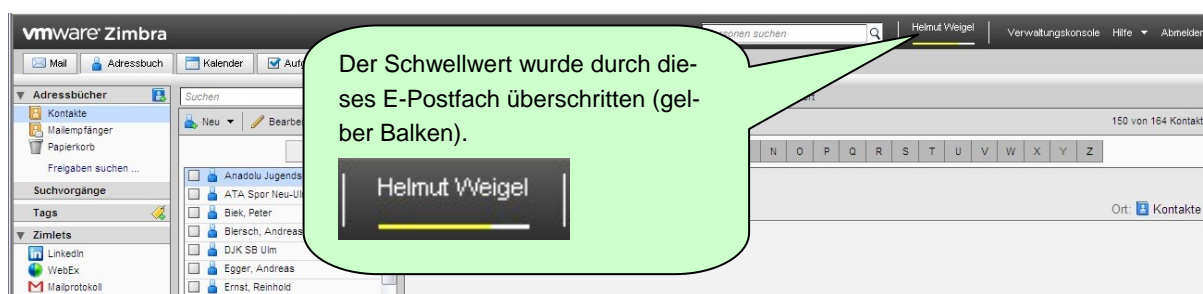 vmware Zimbra
onen suchen
Helmut Weigel
Verwaltungskonsole Hilfe Abmelden
Mail Adressbuch Kalender Aufg
Adressbücher
Kontakte
Mailempfänger
Papierkorb
Freigaben suchen ...
Suchvorgänge
Tags
Zimlets
LinkedIn
WebEx
Mailprotokoll
Suchen
Neu Bearbei
150 von 164 Kontakt
N O P Q R S T U V W X Y Z
Anadolu Jugends
ATA Spor Neu-Ul
Biek, Peter
Blersch, Andreas
DJK SB Ulm
Egger, Andreas
Ernst, Reinhold
Ort: Kontakte
Der Schwellwert wurde durch die-
ses E-Postfach überschritten (gel-
ber Balken).
Helmut Weigel